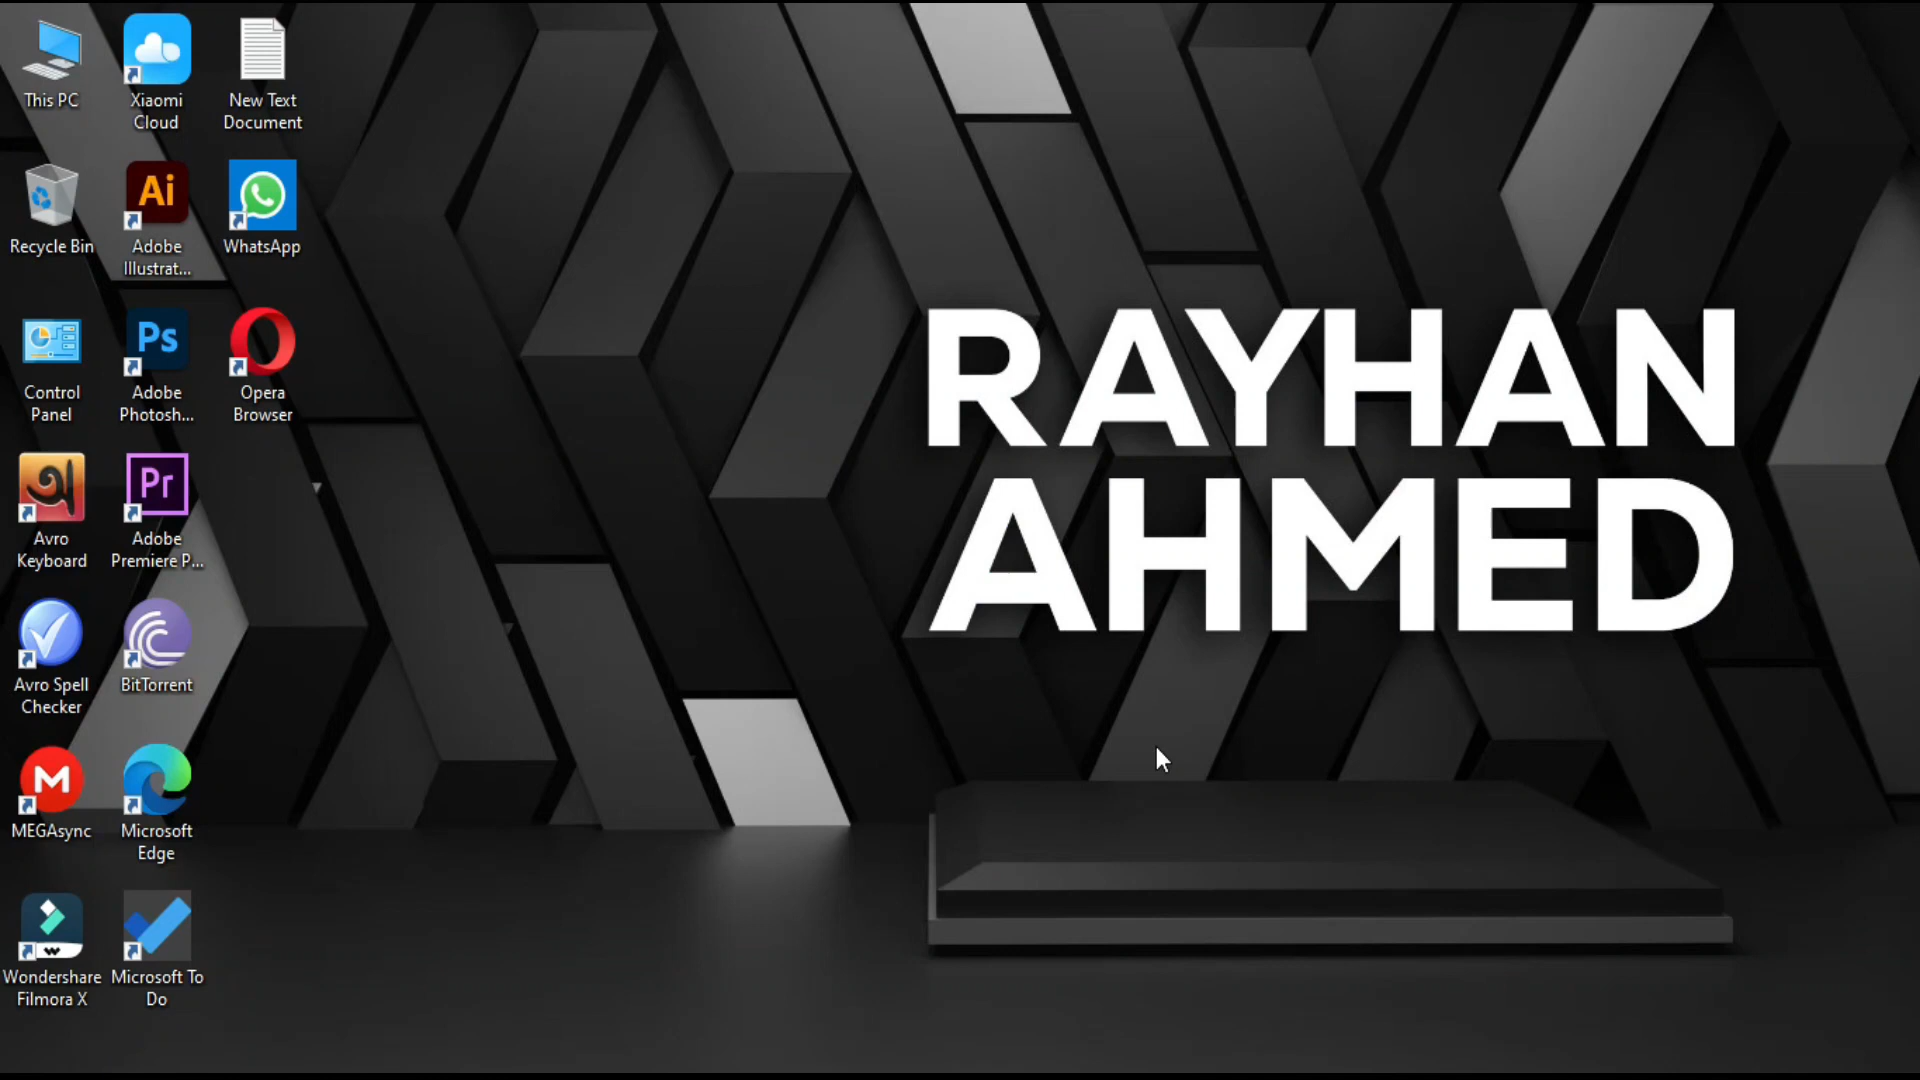 This PC
Xiaomi
Cloud
New Text
Document
Recycle Bin
Ai
Adobe
Illustrat...
WhatsApp
Control
Panel
Ps
Adobe
Photosh...
Opera
Browser
অ
Avro
Keyboard
Pr
Adobe
Premiere P...
Avro Spell
Checker
BitTorrent
M
MEGAsync
Microsoft
Edge
Wondershare
Filmora X
Microsoft To
Do
RAYHAN
AHMED